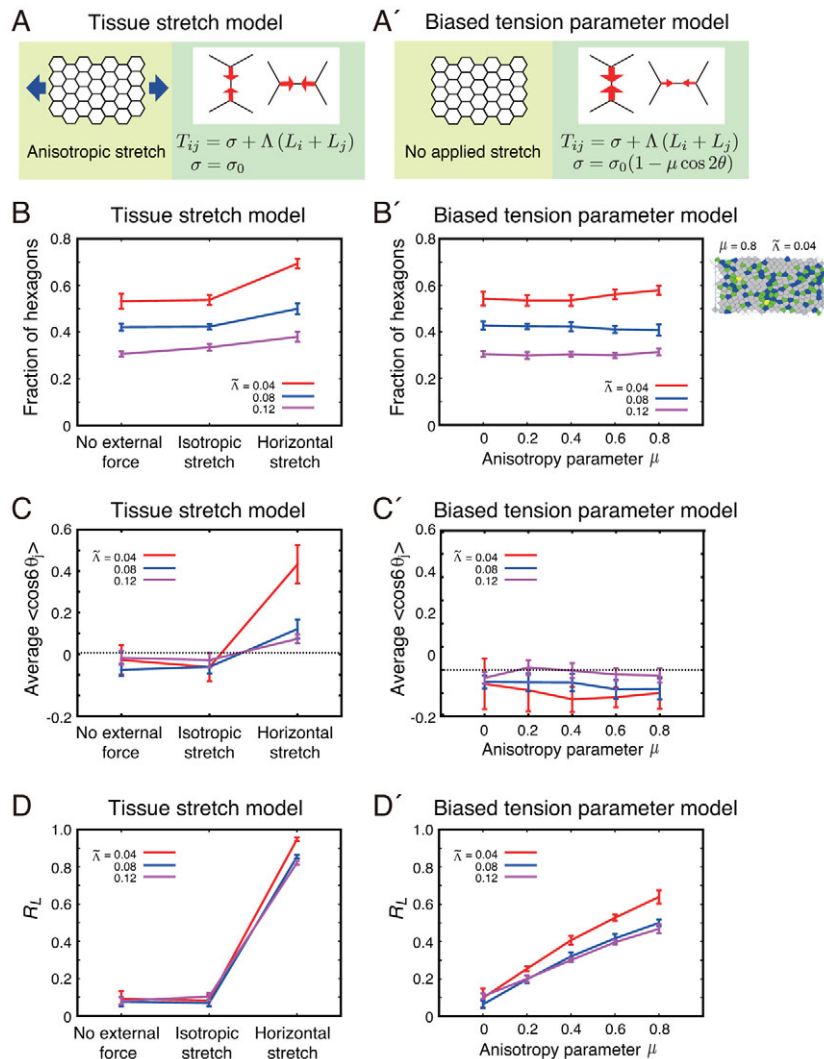 A
Tissue stretch model
Anisotropic stretch
T_{ij} = σ + Λ (L_i + L_j)
σ = σ_0
A´
Biased tension parameter model
No applied stretch
T_{ij} = σ + Λ (L_i + L_j)
σ = σ_0(1 − μ cos 2θ)
B
Tissue stretch model
Fraction of hexagons
0.8
0.6
0.4
0.2
0
Λ̃ = 0.04
0.08
0.12
No external force
Isotropic stretch
Horizontal stretch
B´
Biased tension parameter model
Fraction of hexagons
0.8
0.6
0.4
0.2
0
Λ̃ = 0.04
0.08
0.12
0 0.2 0.4 0.6 0.8
Anisotropy parameter μ
μ = 0.8 Λ̃ = 0.04
C
Tissue stretch model
Average <cos6θ_j>
0.6
0.4
0.2
0
-0.2
Λ̃ = 0.04
0.08
0.12
No external force
Isotropic stretch
Horizontal stretch
C´
Biased tension parameter model
Average <cos6θ_j>
0.6
0.4
0.2
0
-0.2
Λ̃ = 0.04
0.08
0.12
0 0.2 0.4 0.6 0.8
Anisotropy parameter μ
D
Tissue stretch model
R_L
1.0
0.8
0.6
0.4
0.2
0
Λ̃ = 0.04
0.08
0.12
No external force
Isotropic stretch
Horizontal stretch
D´
Biased tension parameter model
R_L
1.0
0.8
0.6
0.4
0.2
0
Λ̃ = 0.04
0.08
0.12
0 0.2 0.4 0.6 0.8
Anisotropy parameter μ